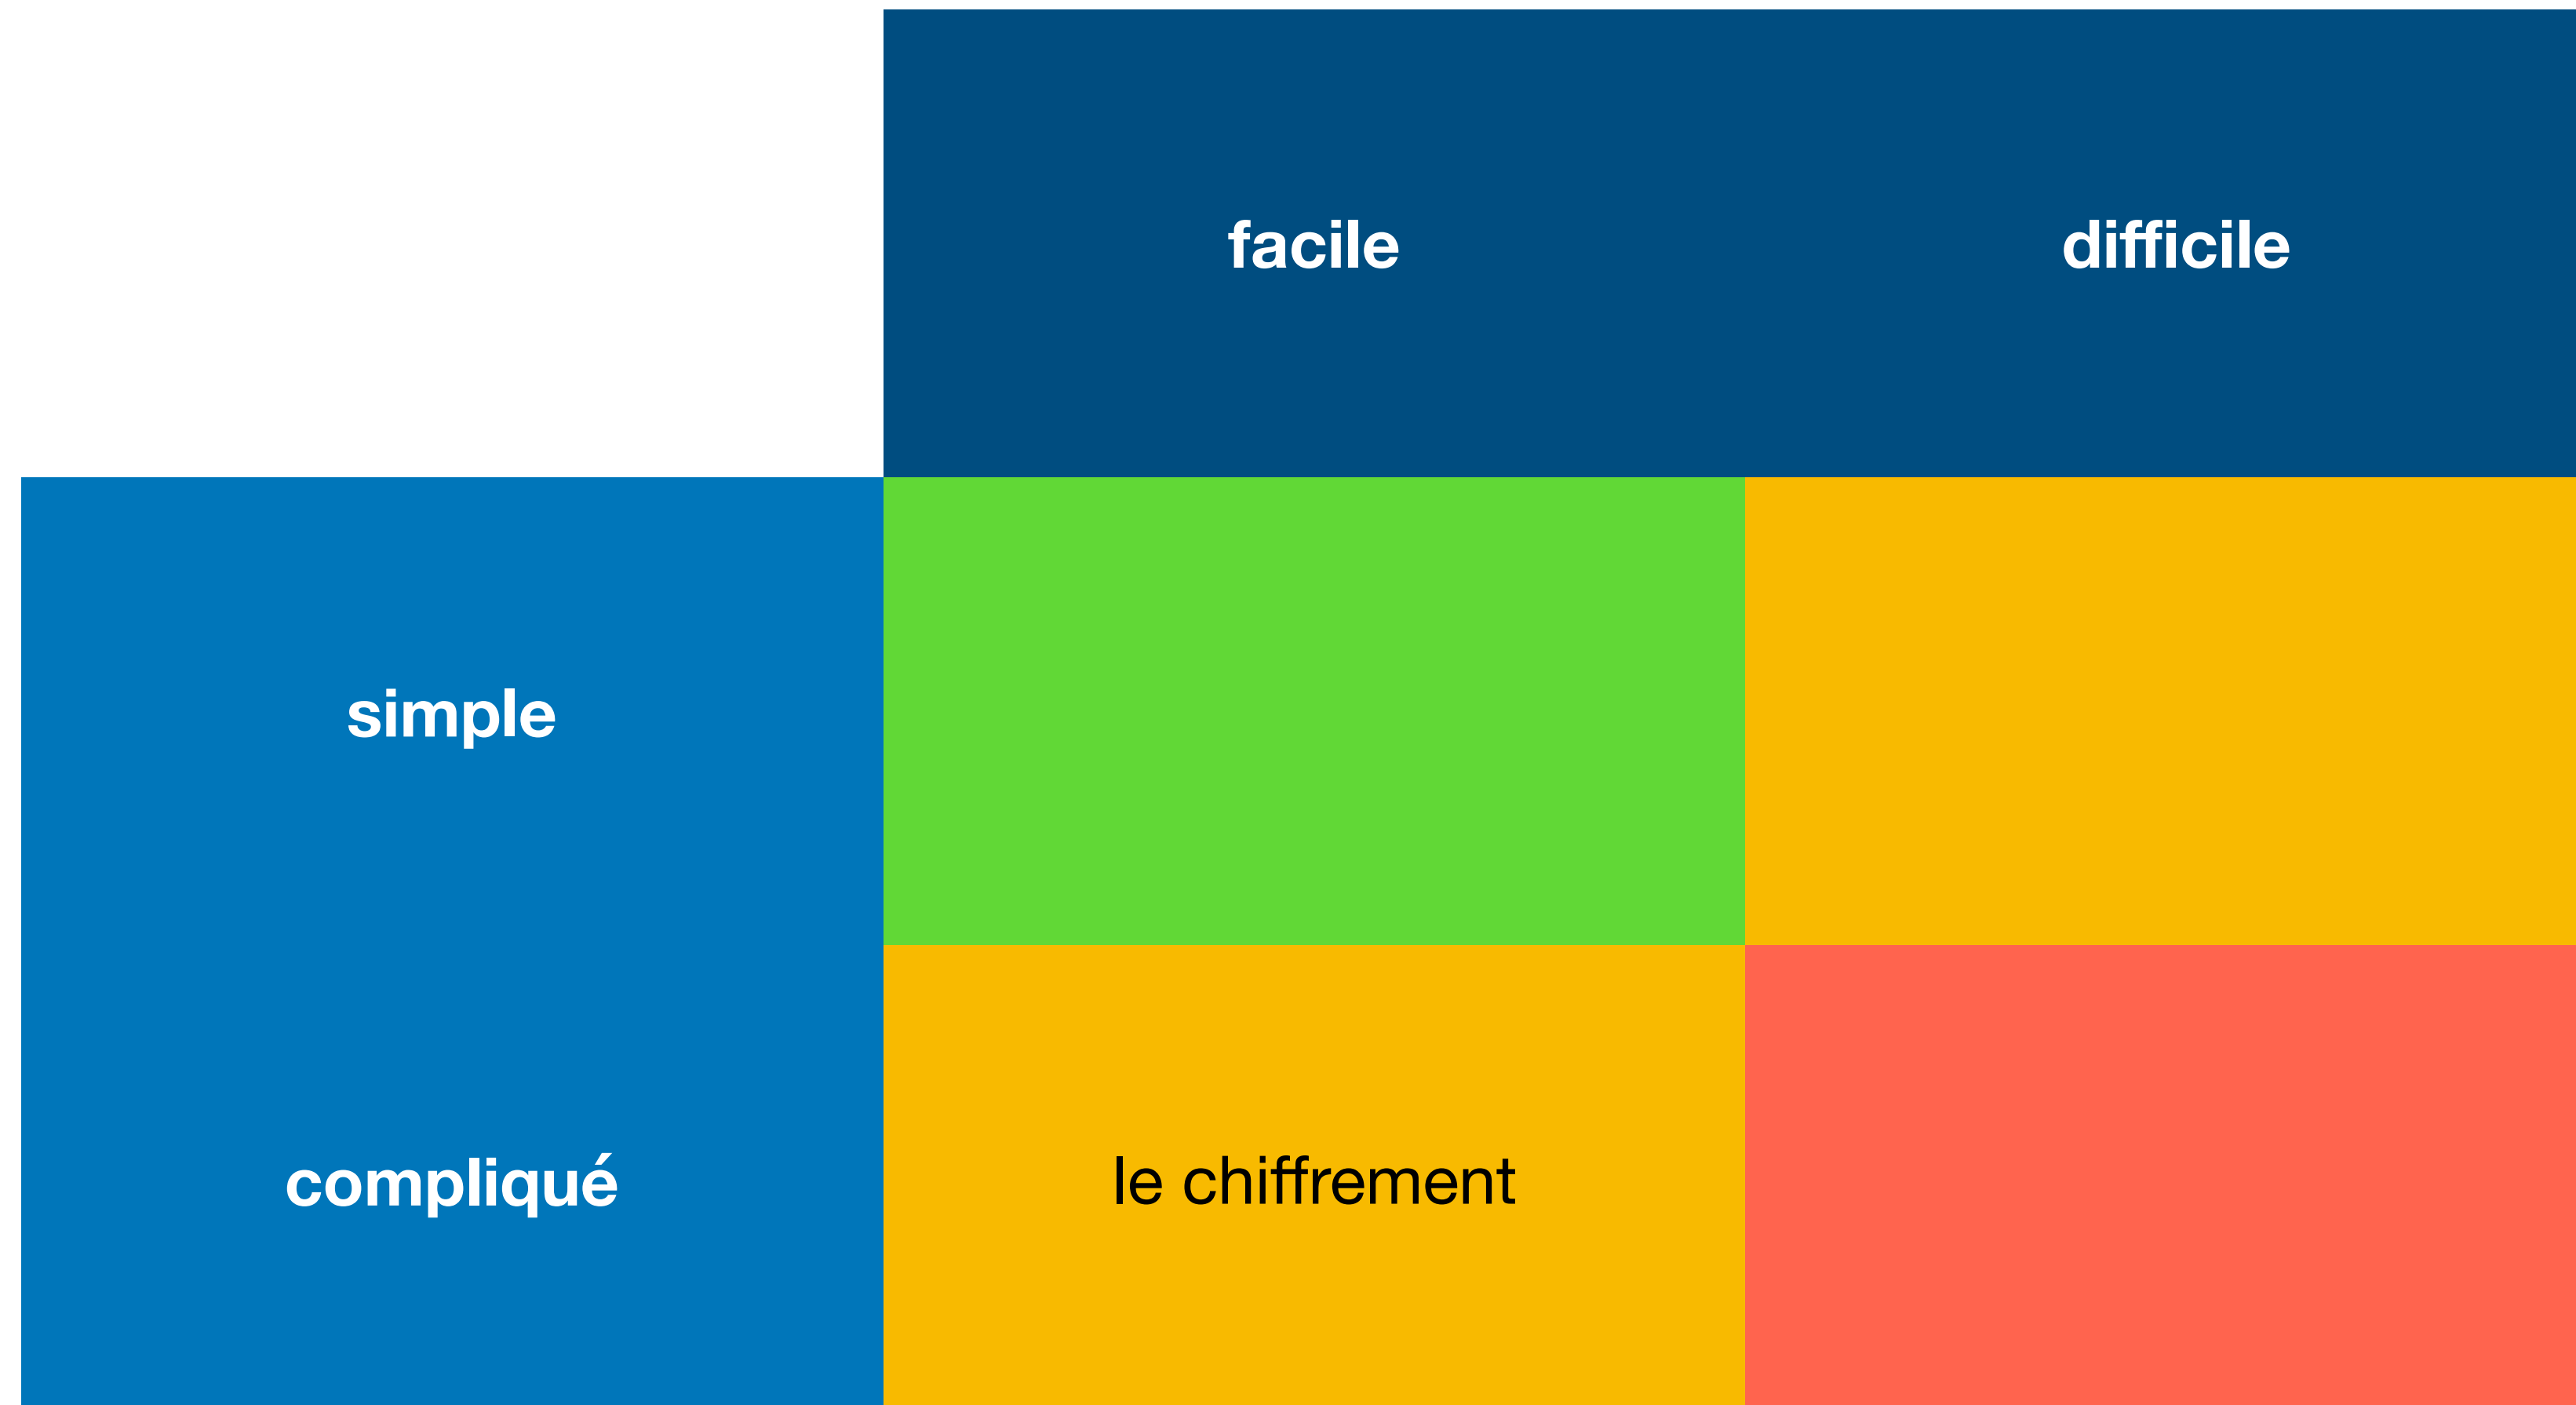 facile
difficile
simple
compliqué
le chiffrement